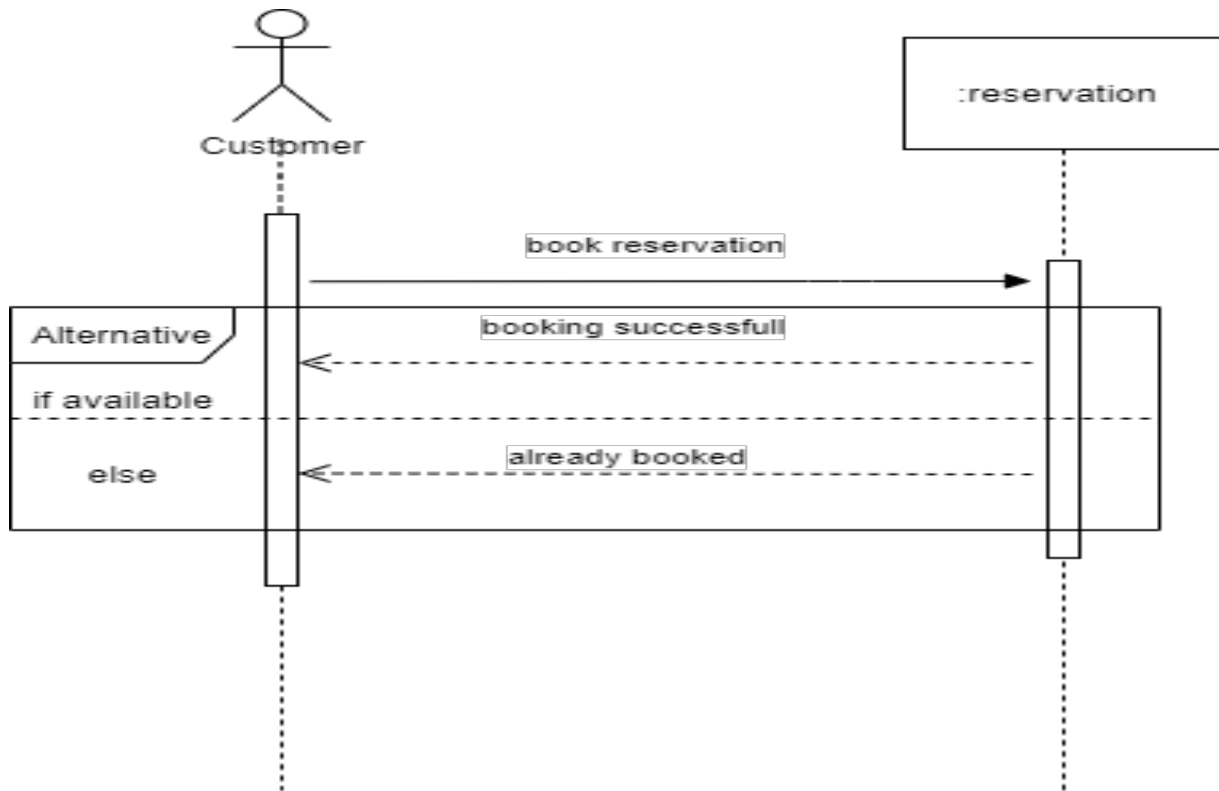 Customer
:reservation
book reservation
Alternative
booking successfull
if available
already booked
else